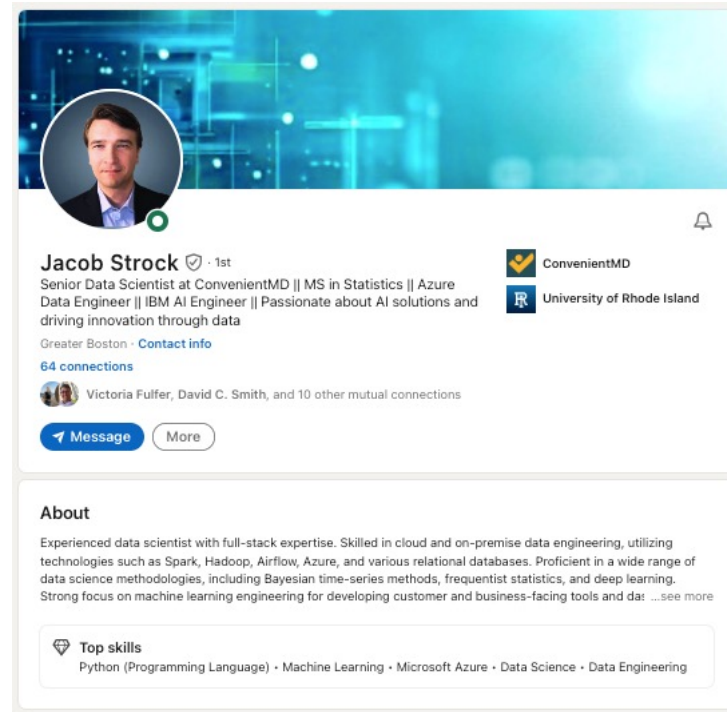 Jacob Strock · 1st
Senior Data Scientist at ConvenientMD || MS in Statistics || Azure
Data Engineer || IBM AI Engineer || Passionate about AI solutions and
driving innovation through data
Greater Boston · Contact info
64 connections
Victoria Fulfer, David C. Smith, and 10 other mutual connections
Message
More
ConvenientMD
University of Rhode Island
About
Experienced data scientist with full-stack expertise. Skilled in cloud and on-premise data engineering, utilizing
technologies such as Spark, Hadoop, Airflow, Azure, and various relational databases. Proficient in a wide range of
data science methodologies, including Bayesian time-series methods, frequentist statistics, and deep learning.
Strong focus on machine learning engineering for developing customer and business-facing tools and das ...see more
Top skills
Python (Programming Language) • Machine Learning • Microsoft Azure • Data Science • Data Engineering